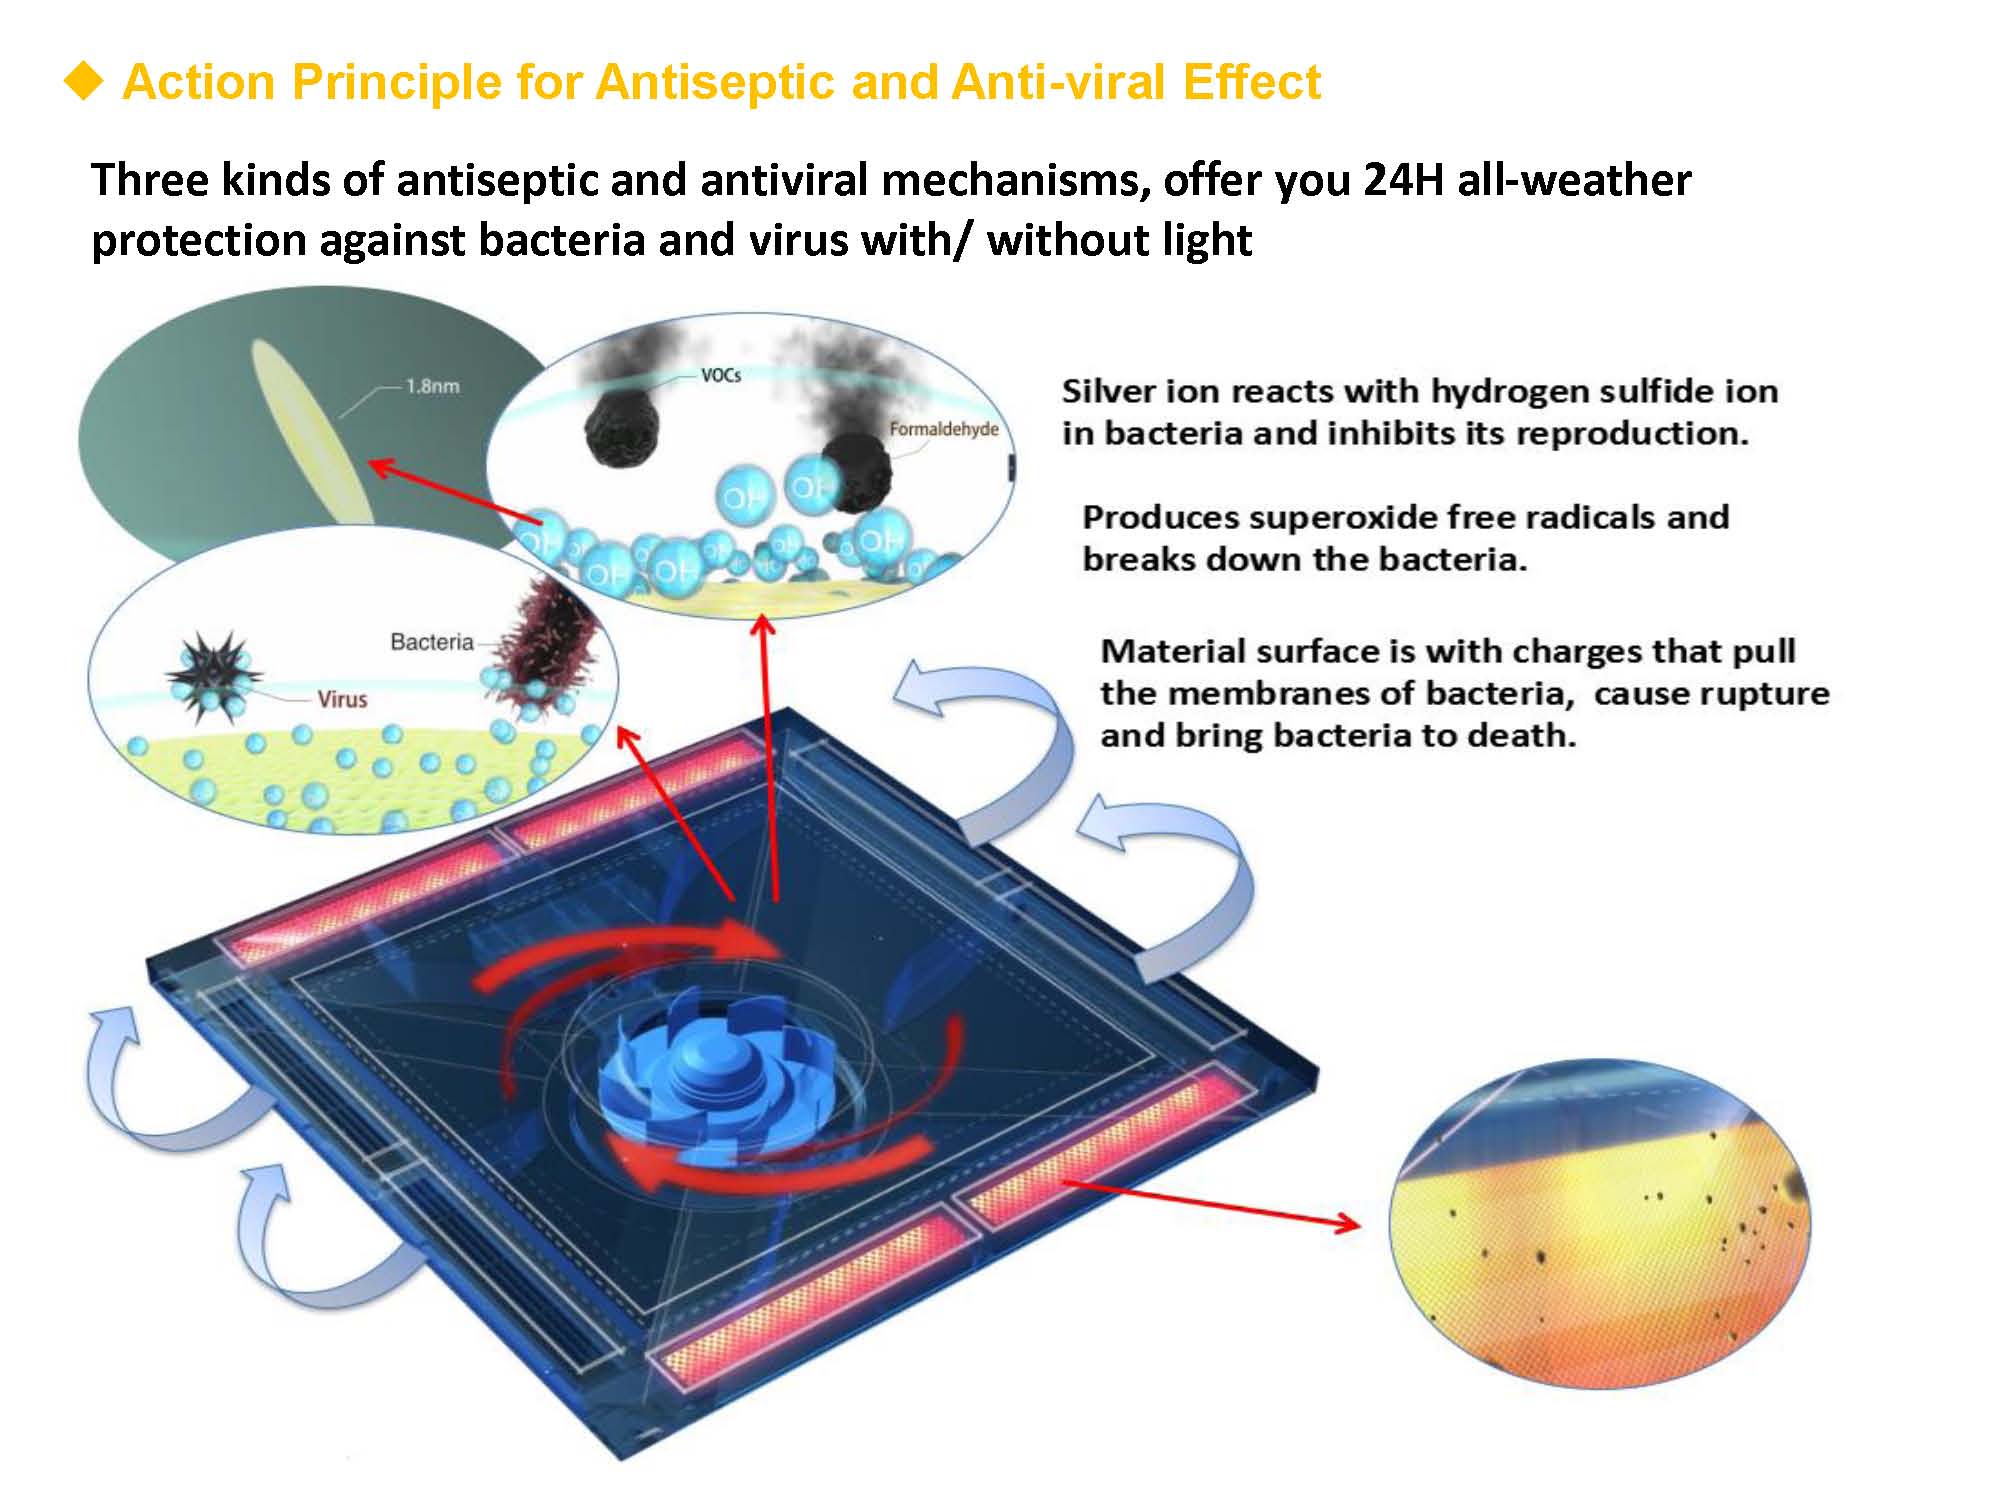 Action Principle for Antiseptic and Anti-viral Effect
Three kinds of antiseptic and antiviral mechanisms, offer you 24H all-weather
protection against bacteria and virus with/ without light
1.8nm
VOCs
Formaldehyde
OH
OH
OH
OH
OH
OH
Bacteria
Virus
Silver ion reacts with hydrogen sulfide ion
in bacteria and inhibits its reproduction.
Produces superoxide free radicals and
breaks down the bacteria.
Material surface is with charges that pull
the membranes of bacteria,  cause rupture
and bring bacteria to death.